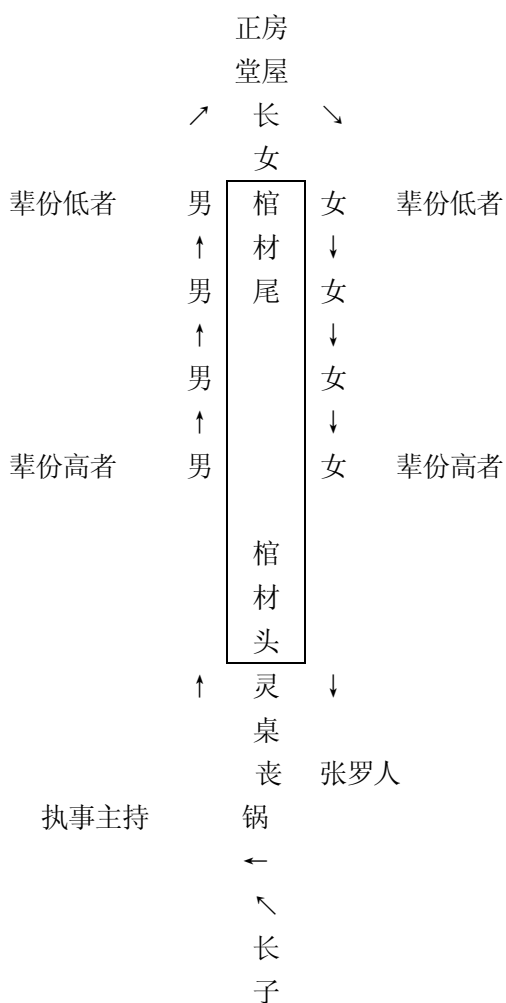 正房
堂屋
↗ 长 ↘
女
辈份低者 男 棺 女 辈份低者
↑ 材 ↓
男 尾 女
↑ ↓
男 女
↑ ↓
辈份高者 男 女 辈份高者
棺
材
头
↑ 灵 ↓
桌
丧 张罗人
执事主持 锅
←
↖
长
子